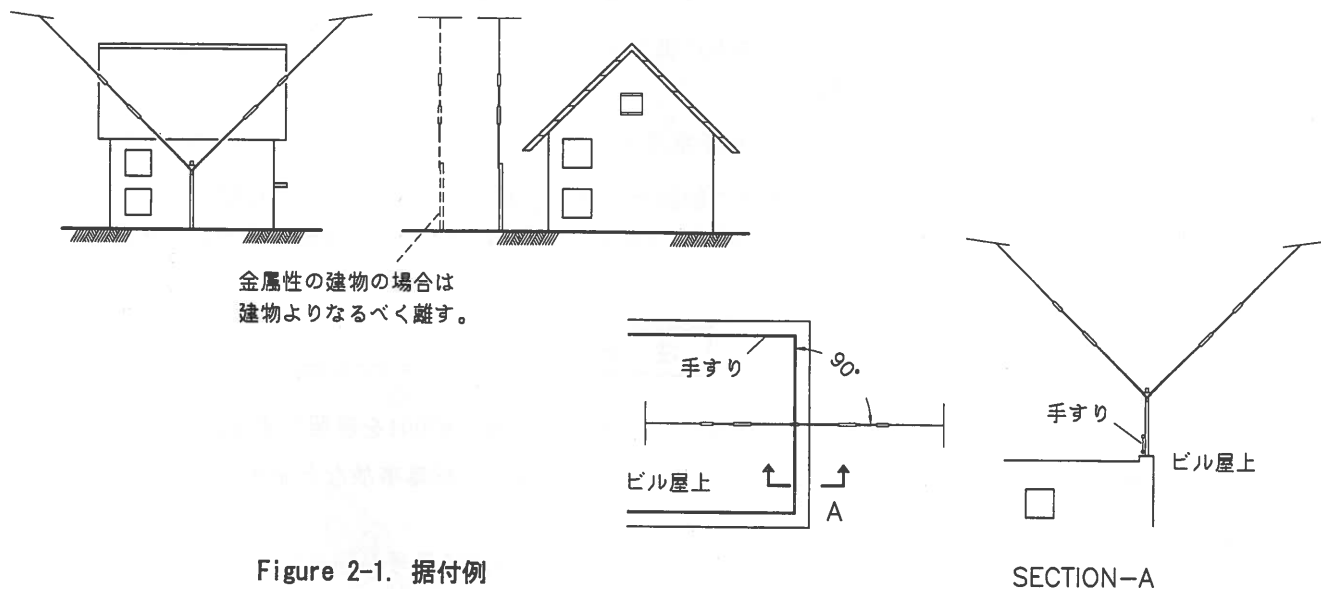 金属性の建物の場合は
建物よりなるべく離す。
手すり
90°
ビル屋上
A
手すり
ビル屋上
Figure 2-1. 据付例
SECTION-A